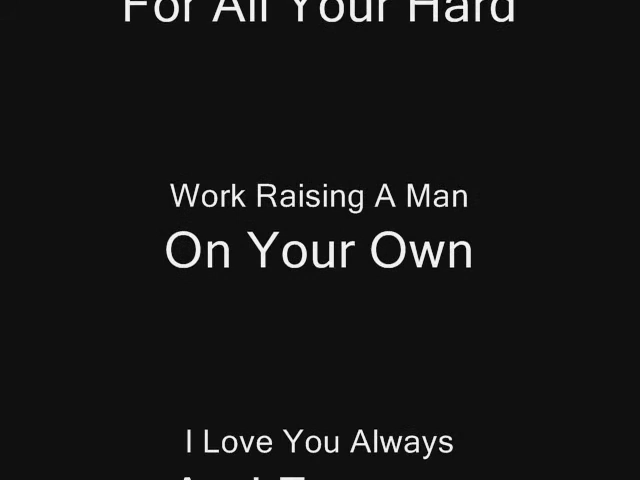 For All Your Hard
Work Raising A Man
On Your Own
I Love You Always